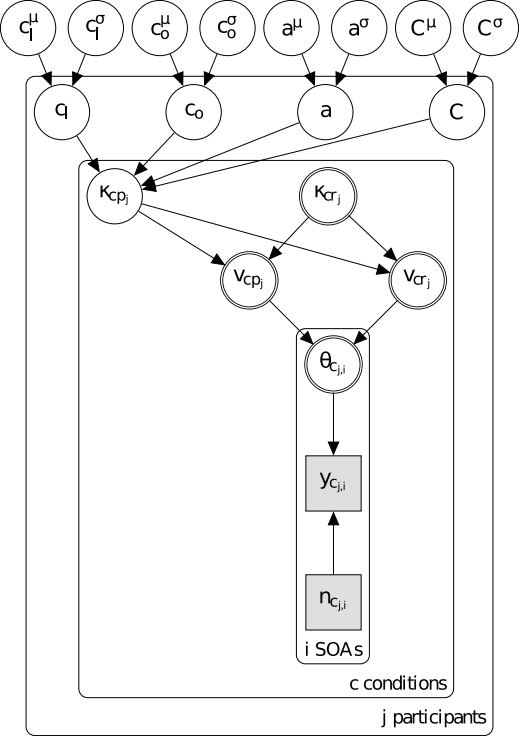 c_l^μ c_l^σ c_o^μ c_o^σ a^μ a^σ C^μ C^σ
c_l c_o a C
κ_cp_j κ_cr_j
v_cp_j v_cr_j
θ_c_j,i
y_c_j,i
n_c_j,i
i SOAs
c conditions
j participants